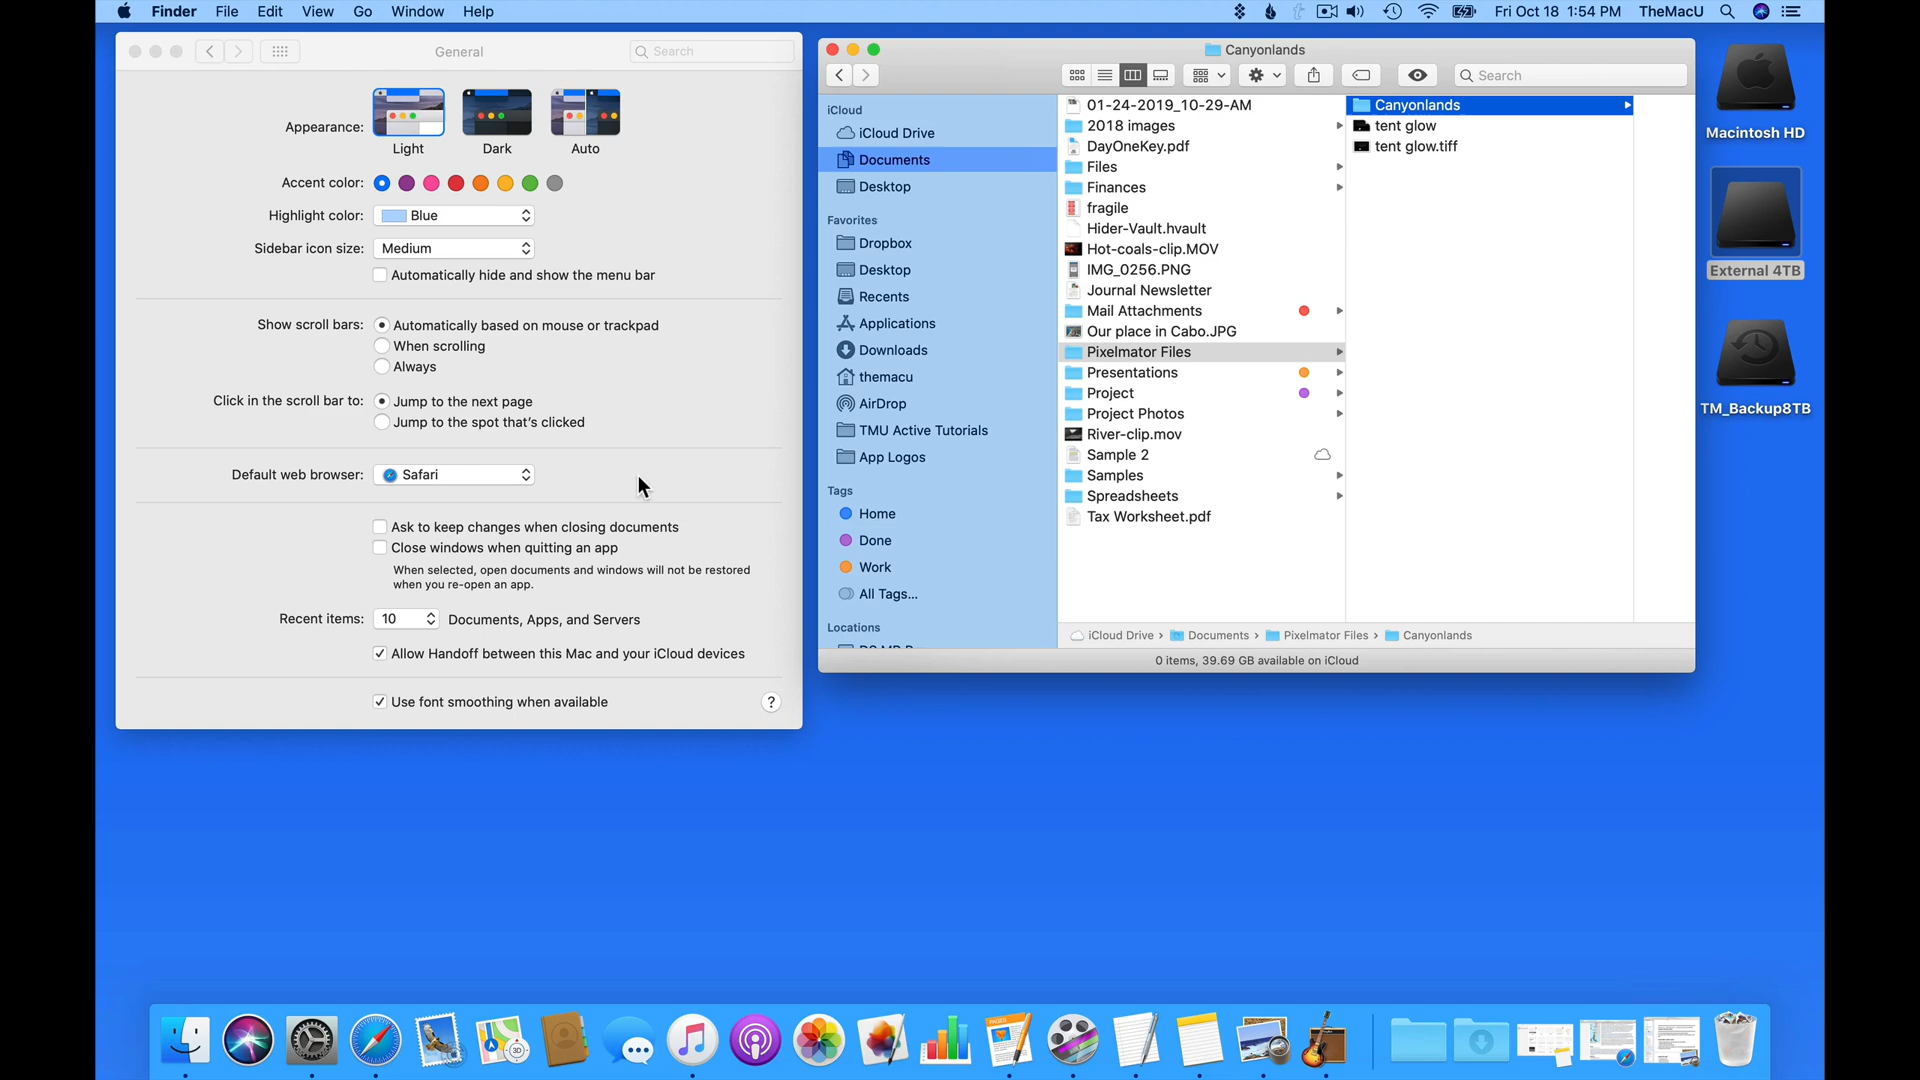 Finder File Edit View Go Window Help
Fri Oct 18 1:54 PM TheMacU
General
Search
Appearance:
Light Dark Auto
Accent color:
Highlight color: Blue
Sidebar icon size: Medium
Automatically hide and show the menu bar
Show scroll bars: Automatically based on mouse or trackpad
When scrolling
Always
Click in the scroll bar to: Jump to the next page
Jump to the spot that's clicked
Default web browser: Safari
Ask to keep changes when closing documents
Close windows when quitting an app
When selected, open documents and windows will not be restored
when you re-open an app.
Recent items: 10 Documents, Apps, and Servers
Allow Handoff between this Mac and your iCloud devices
Use font smoothing when available
?
Canyonlands
Search
iCloud
iCloud Drive
Documents
Desktop
Favorites
Dropbox
Desktop
Recents
Applications
Downloads
themacu
AirDrop
TMU Active Tutorials
App Logos
Tags
Home
Done
Work
All Tags...
Locations
01-24-2019_10-29-AM
2018 images
DayOneKey.pdf
Files
Finances
fragile
Hider-Vault.hvault
Hot-coals-clip.MOV
IMG_0256.PNG
Journal Newsletter
Mail Attachments
Our place in Cabo.JPG
Pixelmator Files
Presentations
Project
Project Photos
River-clip.mov
Sample 2
Samples
Spreadsheets
Tax Worksheet.pdf
Canyonlands
tent glow
tent glow.tiff
iCloud Drive › Documents › Pixelmator Files › Canyonlands
0 items, 39.69 GB available on iCloud
Macintosh HD
External 4TB
TM_Backup8TB
3D
PAGES